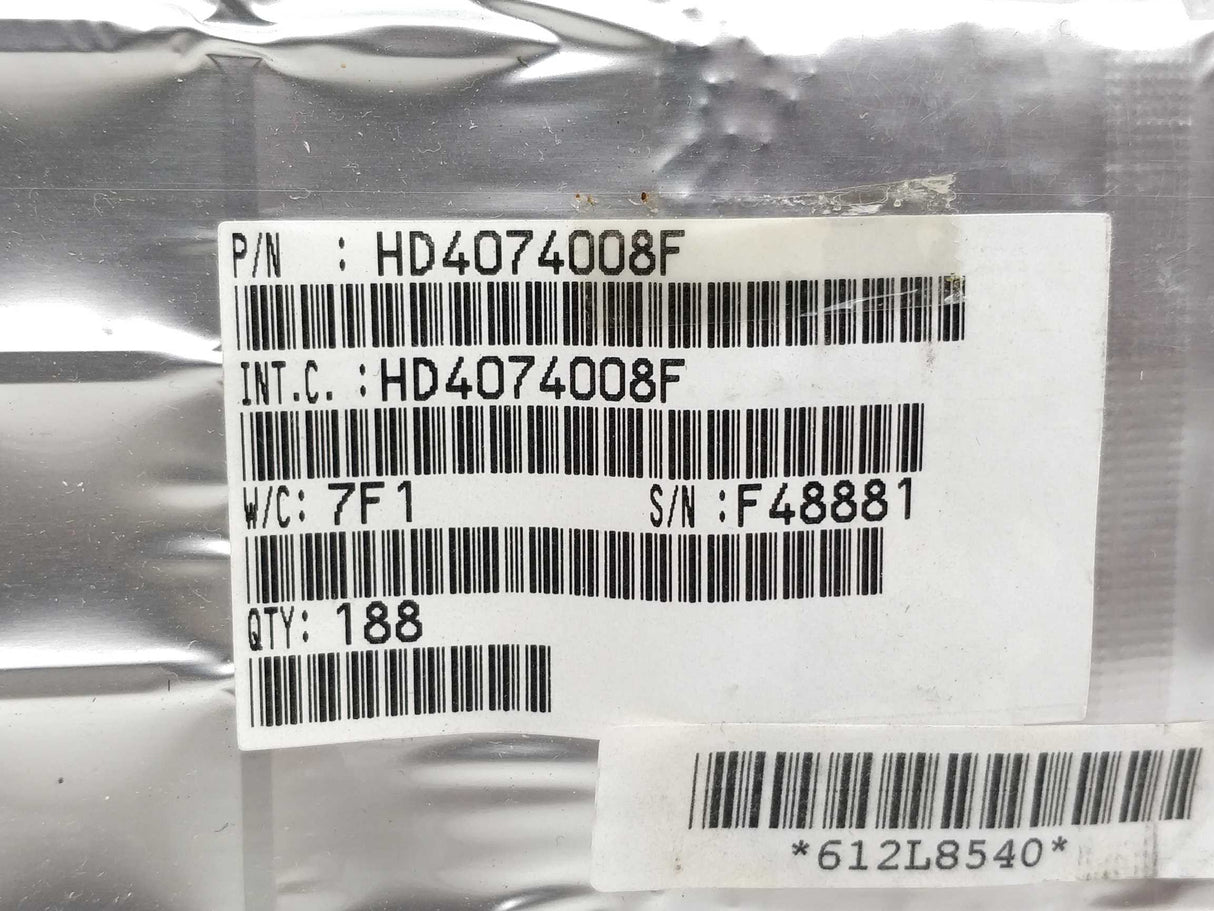 P/N : HD4074008F
INT.C. : HD4074008F
W/C: 7F1 S/N : F48881
QTY: 188
*612L8540*